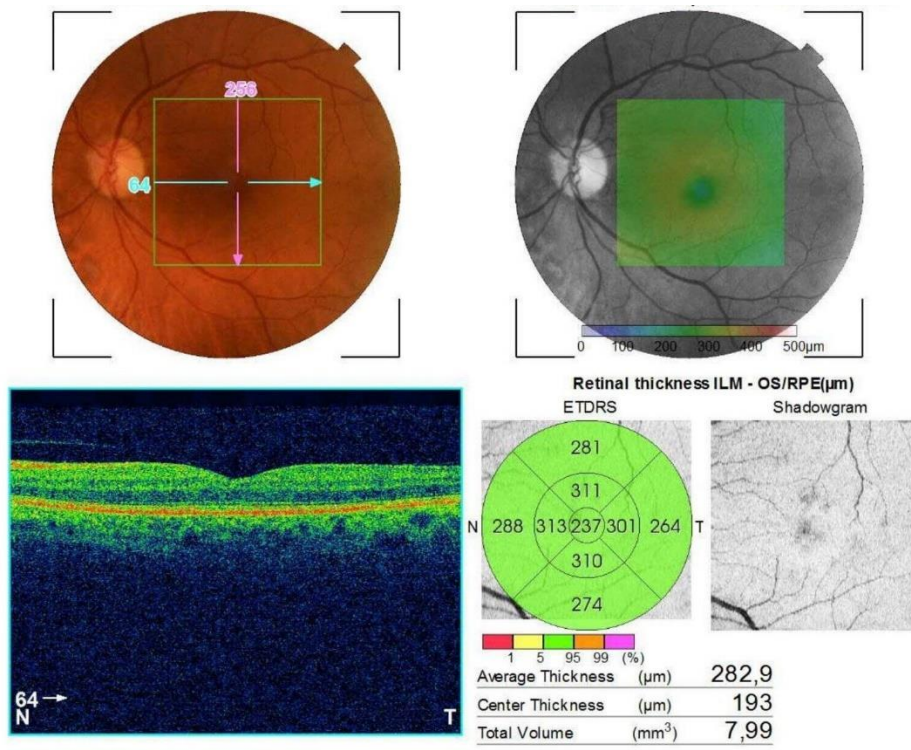 256
64
0 100 200 300 400 500µm
Retinal thickness ILM - OS/RPE(µm)
ETDRS Shadowgram
281
311
N 288 313 237 301 264 T
310
274
1 5 95 99 (%)
Average Thickness (µm) 282,9
Center Thickness (µm) 193
Total Volume (mm³) 7,99
64
N T